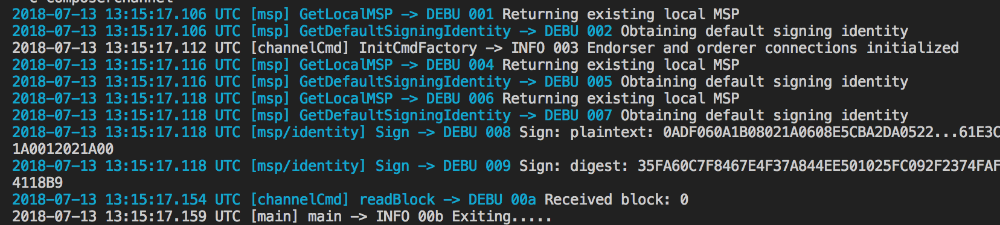 -c composerchannel
2018-07-13 13:15:17.106 UTC [msp] GetLocalMSP -> DEBU 001 Returning existing local MSP
2018-07-13 13:15:17.106 UTC [msp] GetDefaultSigningIdentity -> DEBU 002 Obtaining default signing identity
2018-07-13 13:15:17.112 UTC [channelCmd] InitCmdFactory -> INFO 003 Endorser and orderer connections initialized
2018-07-13 13:15:17.116 UTC [msp] GetLocalMSP -> DEBU 004 Returning existing local MSP
2018-07-13 13:15:17.116 UTC [msp] GetDefaultSigningIdentity -> DEBU 005 Obtaining default signing identity
2018-07-13 13:15:17.118 UTC [msp] GetLocalMSP -> DEBU 006 Returning existing local MSP
2018-07-13 13:15:17.118 UTC [msp] GetDefaultSigningIdentity -> DEBU 007 Obtaining default signing identity
2018-07-13 13:15:17.118 UTC [msp/identity] Sign -> DEBU 008 Sign: plaintext: 0ADF060A1B08021A0608E5CBA2DA0522...61E3C
1A0012021A00
2018-07-13 13:15:17.118 UTC [msp/identity] Sign -> DEBU 009 Sign: digest: 35FA60C7F8467E4F37A844EE501025FC092F2374FAF
4118B9
2018-07-13 13:15:17.154 UTC [channelCmd] readBlock -> DEBU 00a Received block: 0
2018-07-13 13:15:17.159 UTC [main] main -> INFO 00b Exiting.....